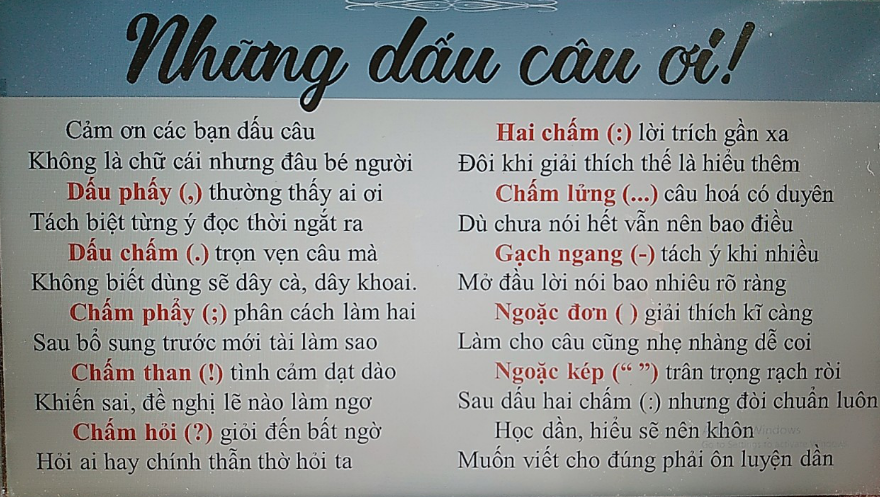 Những dấu câu ơi!
Cảm ơn các bạn dấu câu
Không là chữ cái nhưng đâu bé người
Dấu phẩy (,) thường thấy ai ơi
Tách biệt từng ý đọc thời ngắt ra
Dấu chấm (.) trọn vẹn câu mà
Không biết dùng sẽ dây cà, dây khoai.
Chấm phẩy (;) phân cách làm hai
Sau bổ sung trước mới tài làm sao
Chấm than (!) tình cảm dạt dào
Khiến sai, đề nghị lẽ nào làm ngơ
Chấm hỏi (?) giỏi đến bất ngờ
Hỏi ai hay chính thẫn thờ hỏi ta
Hai chấm (:) lời trích gần xa
Đôi khi giải thích thế là hiểu thêm
Chấm lửng (...) câu hoá có duyên
Dù chưa nói hết vẫn nên bao điều
Gạch ngang (-) tách ý khi nhiều
Mở đầu lời nói bao nhiêu rõ ràng
Ngoặc đơn ( ) giải thích kĩ càng
Làm cho câu cũng nhẹ nhàng dễ coi
Ngoặc kép (“ ”) trân trọng rạch ròi
Sau dấu hai chấm (:) nhưng đòi chuẩn luôn
Học dần, hiểu sẽ nên khôn
Muốn viết cho đúng phải ôn luyện dần